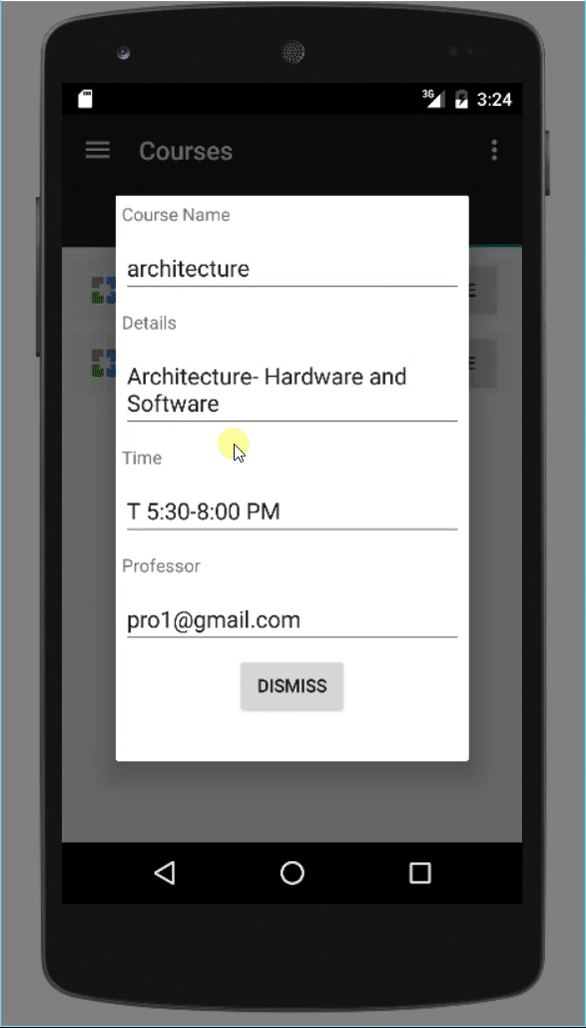 3G 3:24
Courses
Course Name
architecture
Details
Architecture- Hardware and
Software
Time
T 5:30-8:00 PM
Professor
pro1@gmail.com
DISMISS